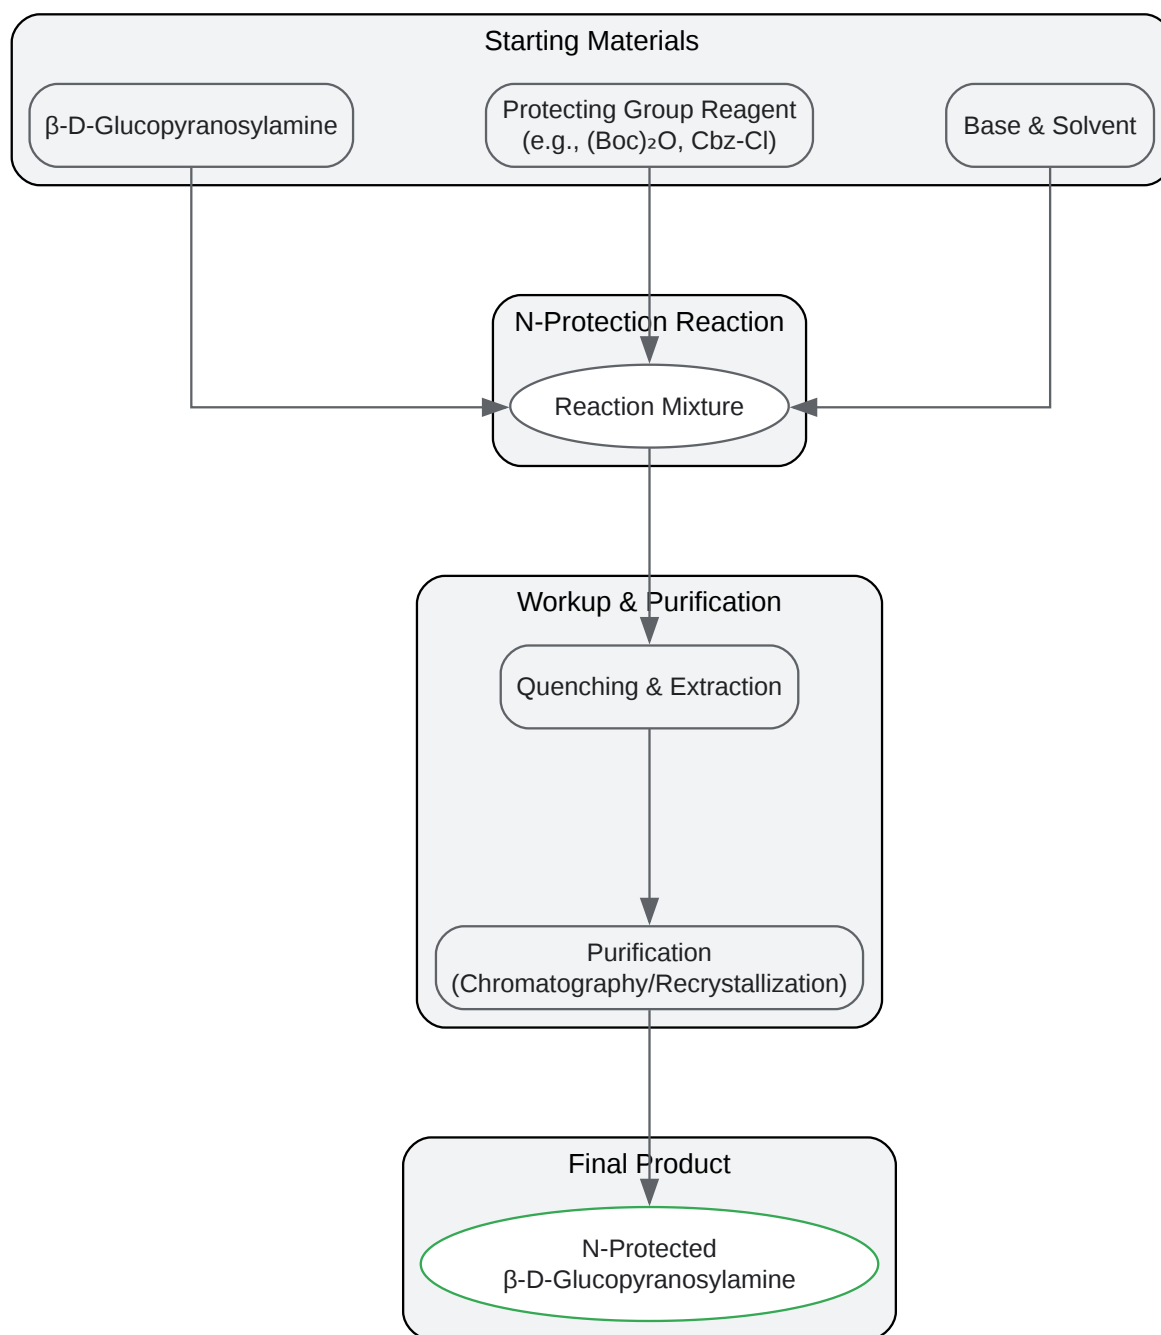 Starting Materials
β-D-Glucopyranosylamine
Protecting Group Reagent
(e.g., (Boc)₂O, Cbz-Cl)
Base & Solvent
N-Protection Reaction
Reaction Mixture
Workup & Purification
Quenching & Extraction
Purification
(Chromatography/Recrystallization)
Final Product
N-Protected
β-D-Glucopyranosylamine